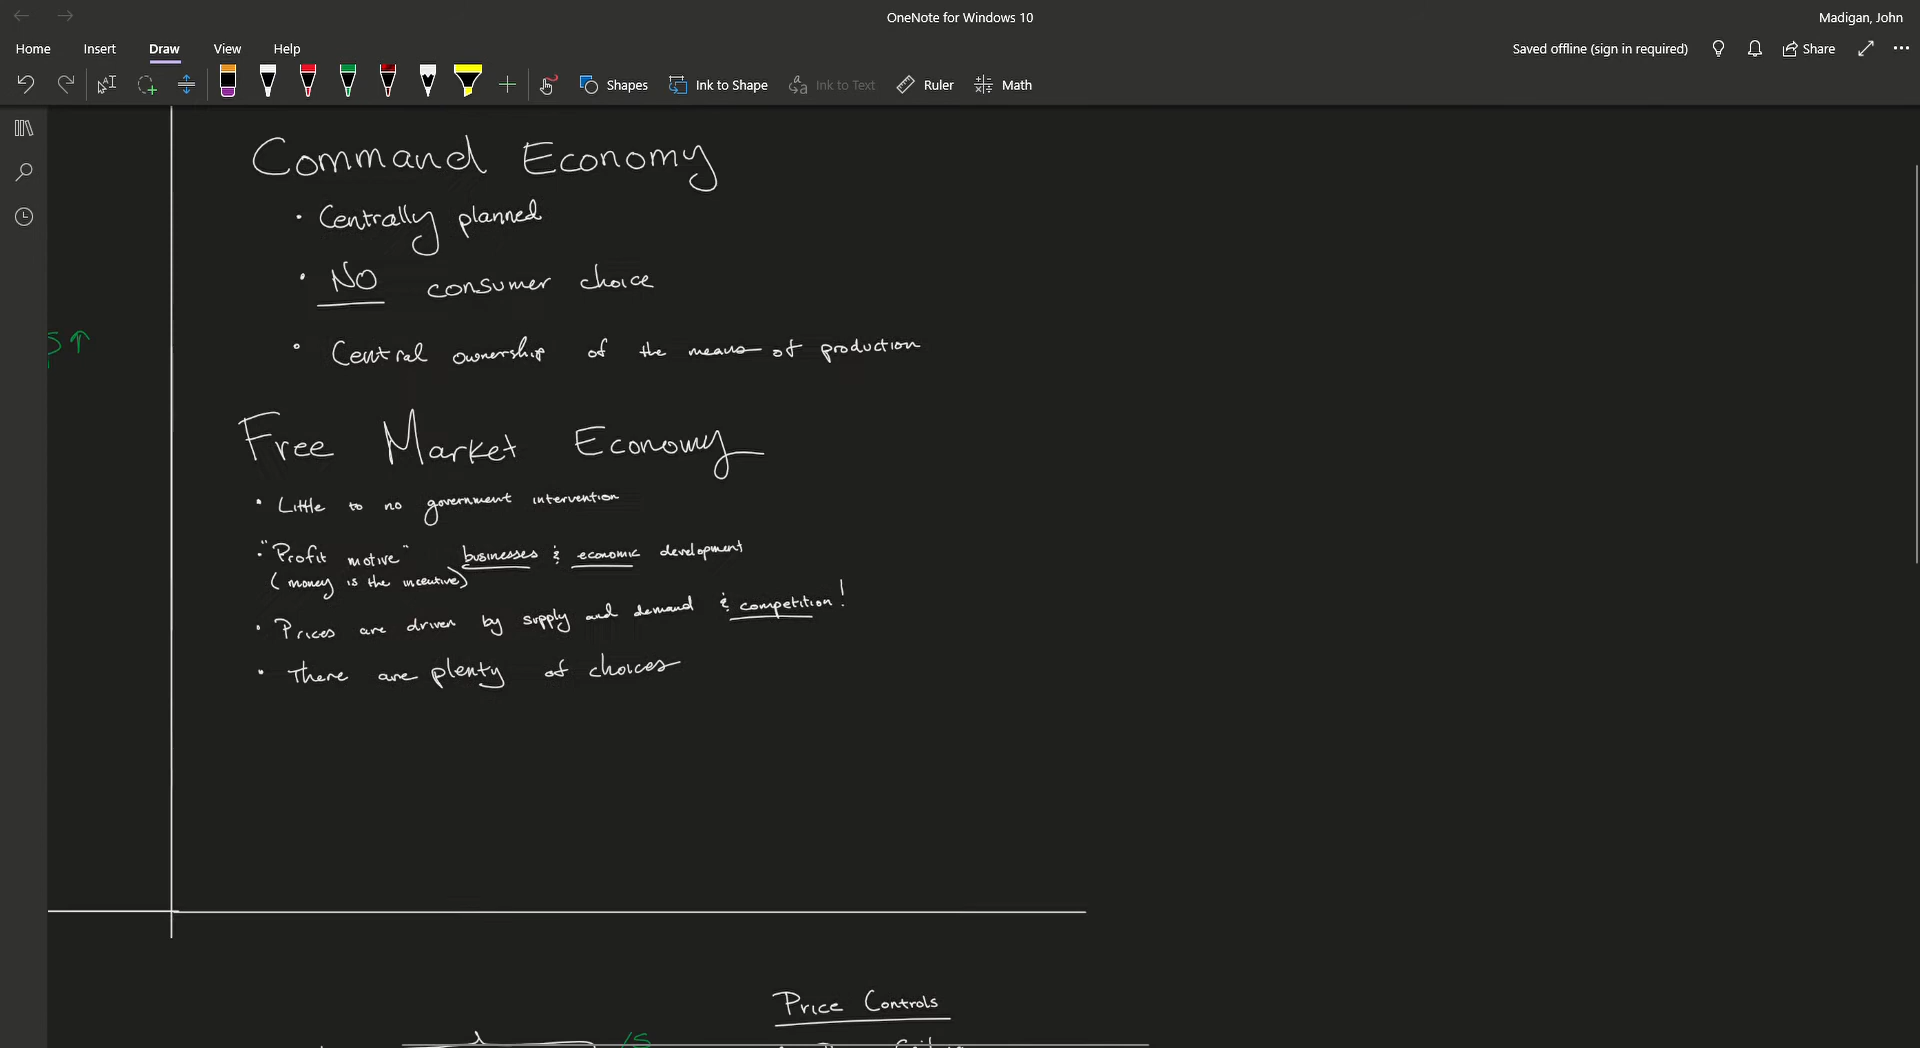 OneNote for Windows 10
Madigan, John
Home Insert Draw View Help
Saved offline (sign in required) Share
Shapes Ink to Shape Ink to Text Ruler Math
Command Economy
• Centrally planned
• NO consumer choice
• Central ownership of the means of production
Free Market Economy
• Little to no government intervention
• "Profit motive" businesses & economic development
(money is the incentive)
• Prices are driven by supply and demand & competition!
• There are plenty of choices
Price Controls